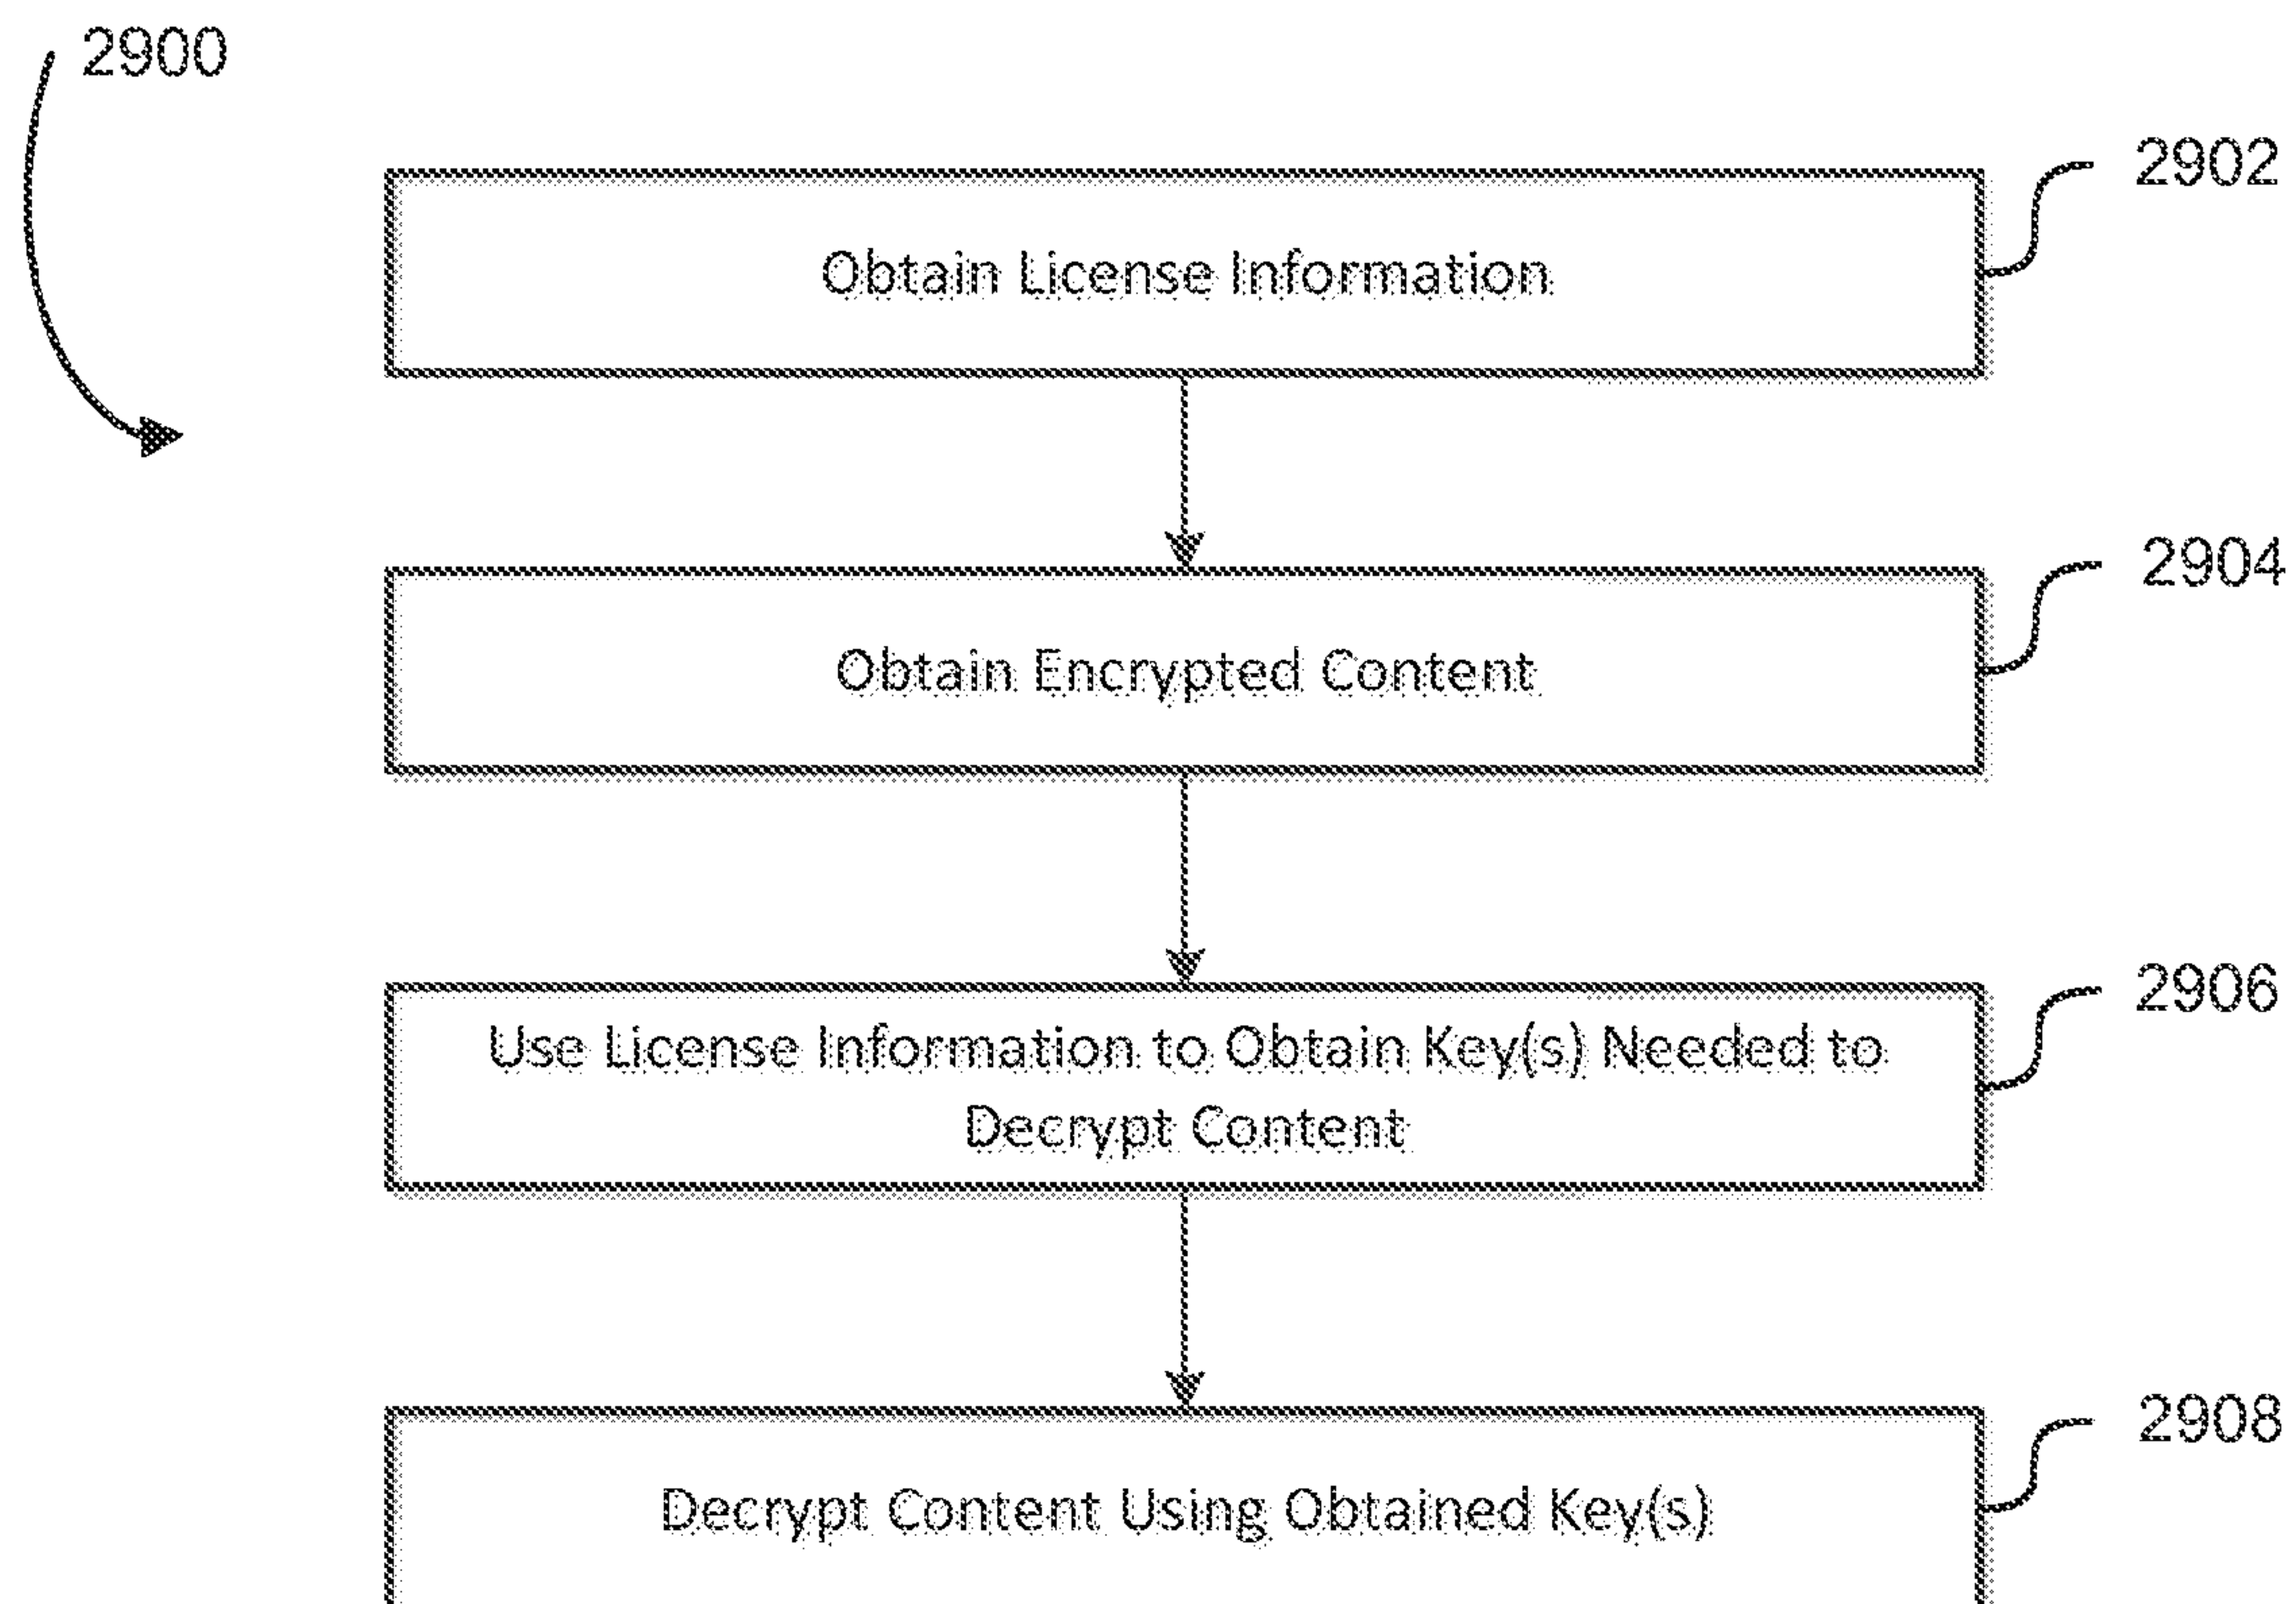 2900
2902
Obtain License Information
2904
Obtain Encrypted Content
2906
Use License Information to Obtain Key(s) Needed to
Decrypt Content
2908
Decrypt Content Using Obtained Key(s)